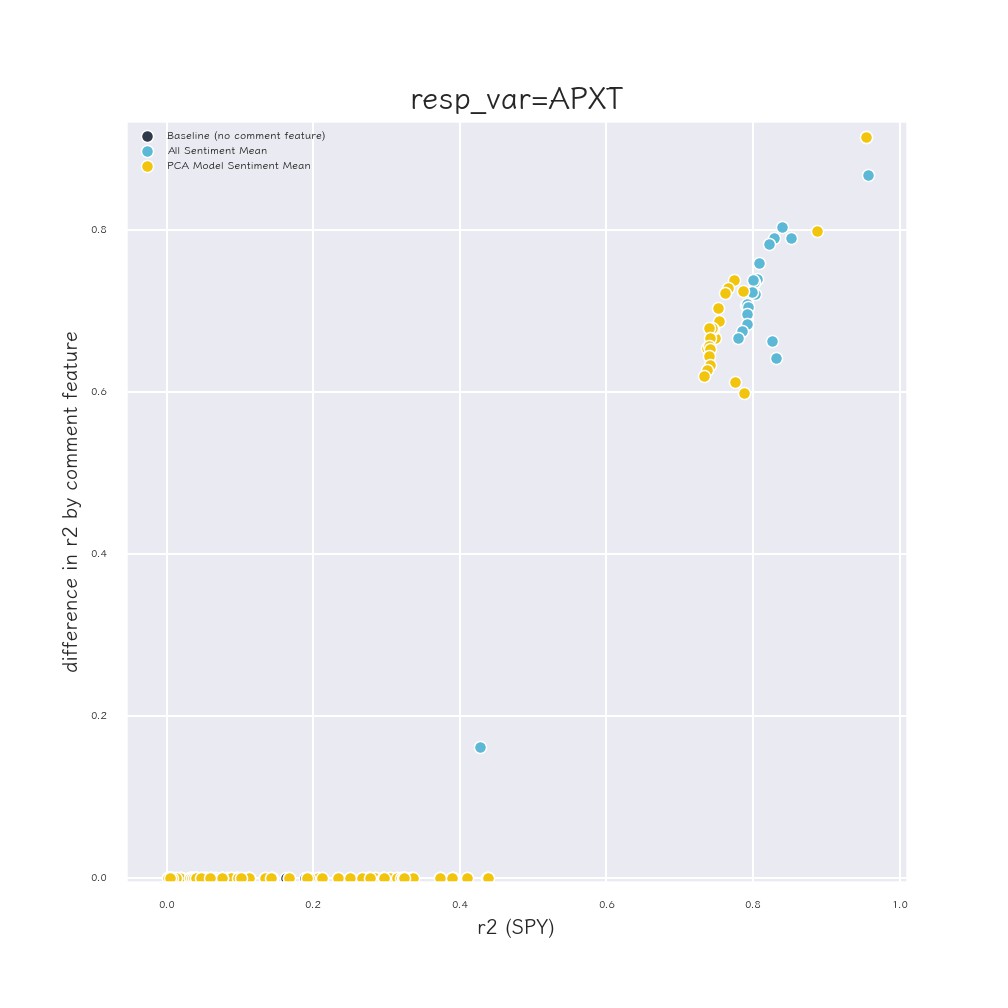 resp_var=APXT
Baseline (no comment feature)
All Sentiment Mean
PCA Model Sentiment Mean
difference in r2 by comment feature
0.8
0.6
0.4
0.2
0.0
0.0 0.2 0.4 0.6 0.8 1.0
r2 (SPY)